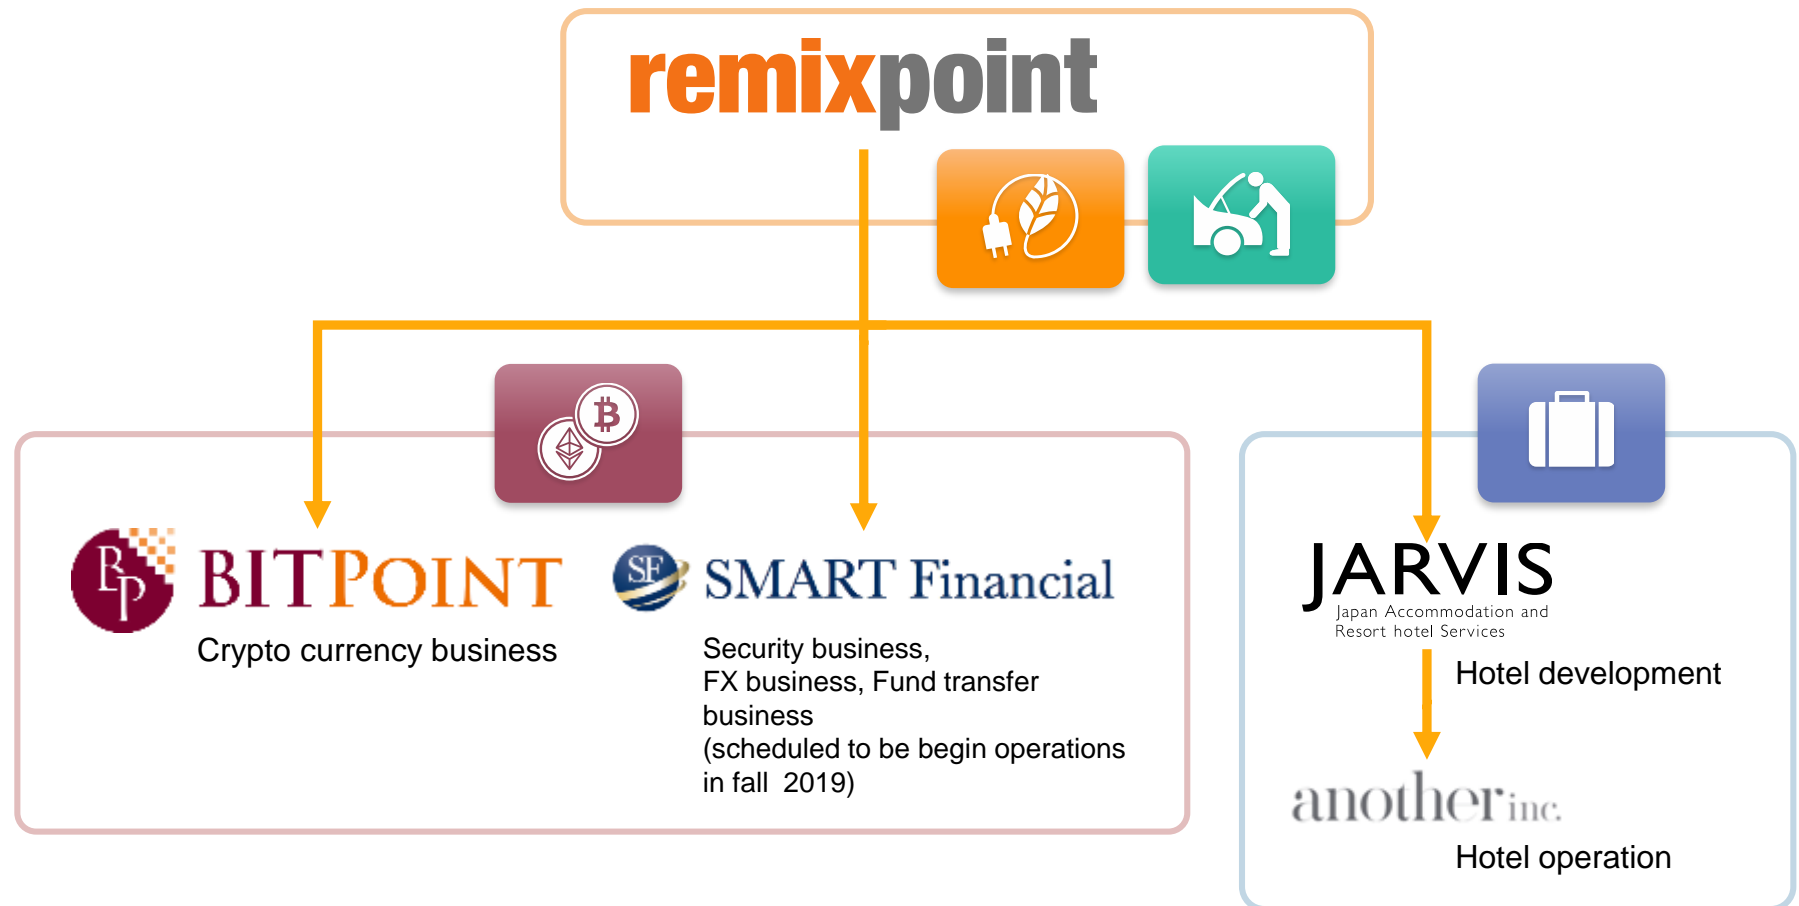 remixpoint
BP
BITPOINT
Crypto currency business
SF
SMART Financial
Security business,
FX business, Fund transfer
business
(scheduled to be begin operations
in fall  2019)
JARVIS
Japan Accommodation and
Resort hotel Services
Hotel development
another inc.
Hotel operation